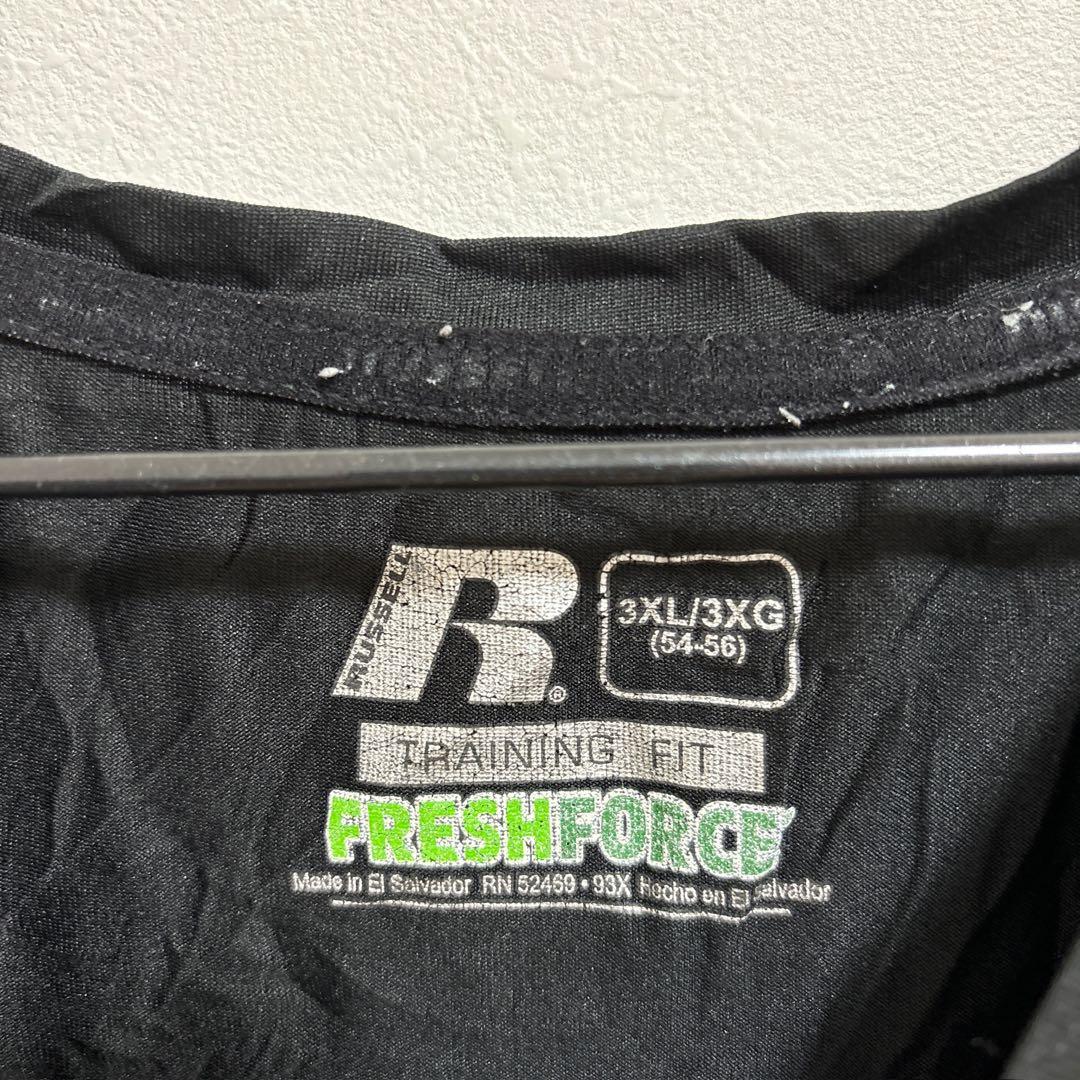 RUSSELL
R®
3XL/3XG
(54-56)
TRAINING FIT
FRESHFORCE
Made in El Salvador RN 52469 • 93X Hecho en El Salvador